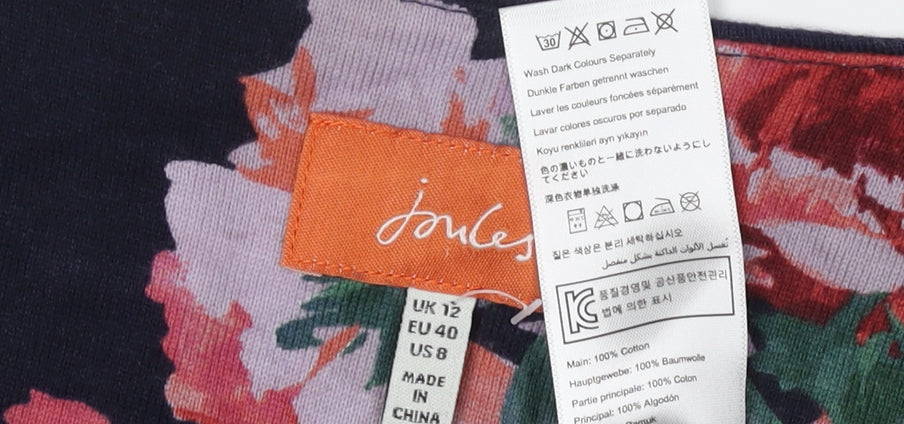 joules
UK 12
EU 40
US 8
MADE
IN
CHINA
30
Wash Dark Colours Separately
Dunkle Farben getrennt waschen
Laver les couleurs foncées séparément
Lavar colores oscuros por separado
Koyu renklileri ayrı yıkayın
色の濃いものと一緒に洗わないようにし
てください
深色衣物单独洗涤
짙은 색상은 분리 세탁하십시오
تُغسل الألوان الداكنة بشكل منفصل
품질경영및 공산품안전관리
법에 의한 표시
Main: 100% Cotton
Hauptgewebe: 100% Baumwolle
Partie principale: 100% Coton
Principal: 100% Algodón